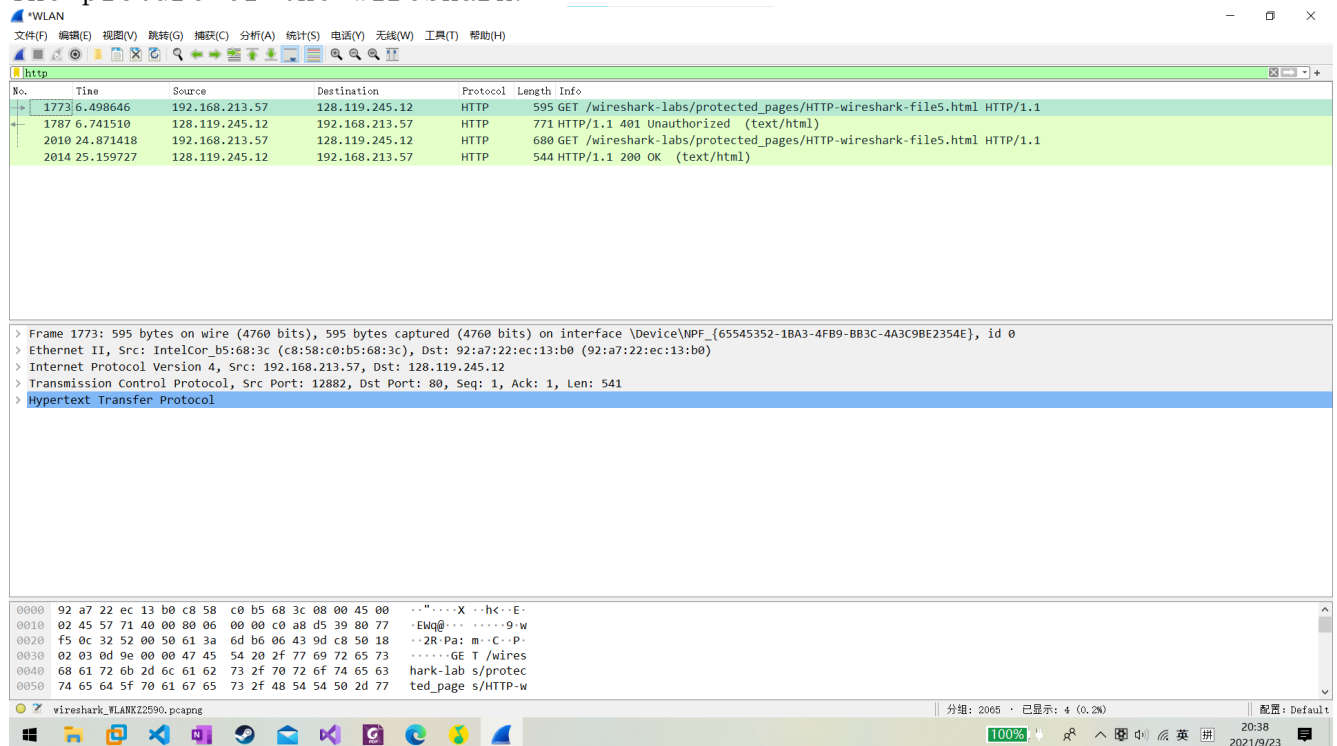 *WLAN
文件(F) 编辑(E) 视图(V) 跳转(G) 捕获(C) 分析(A) 统计(S) 电话(Y) 无线(W) 工具(T) 帮助(H)
http
No. Time Source Destination Protocol Length Info
1773 6.498646 192.168.213.57 128.119.245.12 HTTP 595 GET /wireshark-labs/protected_pages/HTTP-wireshark-file5.html HTTP/1.1
1787 6.741510 128.119.245.12 192.168.213.57 HTTP 771 HTTP/1.1 401 Unauthorized (text/html)
2010 24.871418 192.168.213.57 128.119.245.12 HTTP 680 GET /wireshark-labs/protected_pages/HTTP-wireshark-file5.html HTTP/1.1
2014 25.159727 128.119.245.12 192.168.213.57 HTTP 544 HTTP/1.1 200 OK (text/html)
> Frame 1773: 595 bytes on wire (4760 bits), 595 bytes captured (4760 bits) on interface \Device\NPF_{65545352-1BA3-4FB9-BB3C-4A3C9BE2354E}, id 0
> Ethernet II, Src: IntelCor_b5:68:3c (c8:58:c0:b5:68:3c), Dst: 92:a7:22:ec:13:b0 (92:a7:22:ec:13:b0)
> Internet Protocol Version 4, Src: 192.168.213.57, Dst: 128.119.245.12
> Transmission Control Protocol, Src Port: 12882, Dst Port: 80, Seq: 1, Ack: 1, Len: 541
> Hypertext Transfer Protocol
0000 92 a7 22 ec 13 b0 c8 58 c0 b5 68 3c 08 00 45 00 ··"····X ··h<··E·
0010 02 45 57 71 40 00 80 06 00 00 c0 a8 d5 39 80 77 ·EWq@··· ·····9·w
0020 f5 0c 32 52 00 50 61 3a 6d b6 06 43 9d c8 50 18 ··2R·Pa: m··C··P·
0030 02 03 0d 9e 00 00 47 45 54 20 2f 77 69 72 65 73 ······GE T /wires
0040 68 61 72 6b 2d 6c 61 62 73 2f 70 72 6f 74 65 63 hark-lab s/protec
0050 74 65 64 5f 70 61 67 65 73 2f 48 54 54 50 2d 77 ted_page s/HTTP-w
wireshark_WLANKZ2590.pcapng 分组: 2065 · 已显示: 4 (0.2%) 配置: Default
100% 英 拼 20:38
2021/9/23